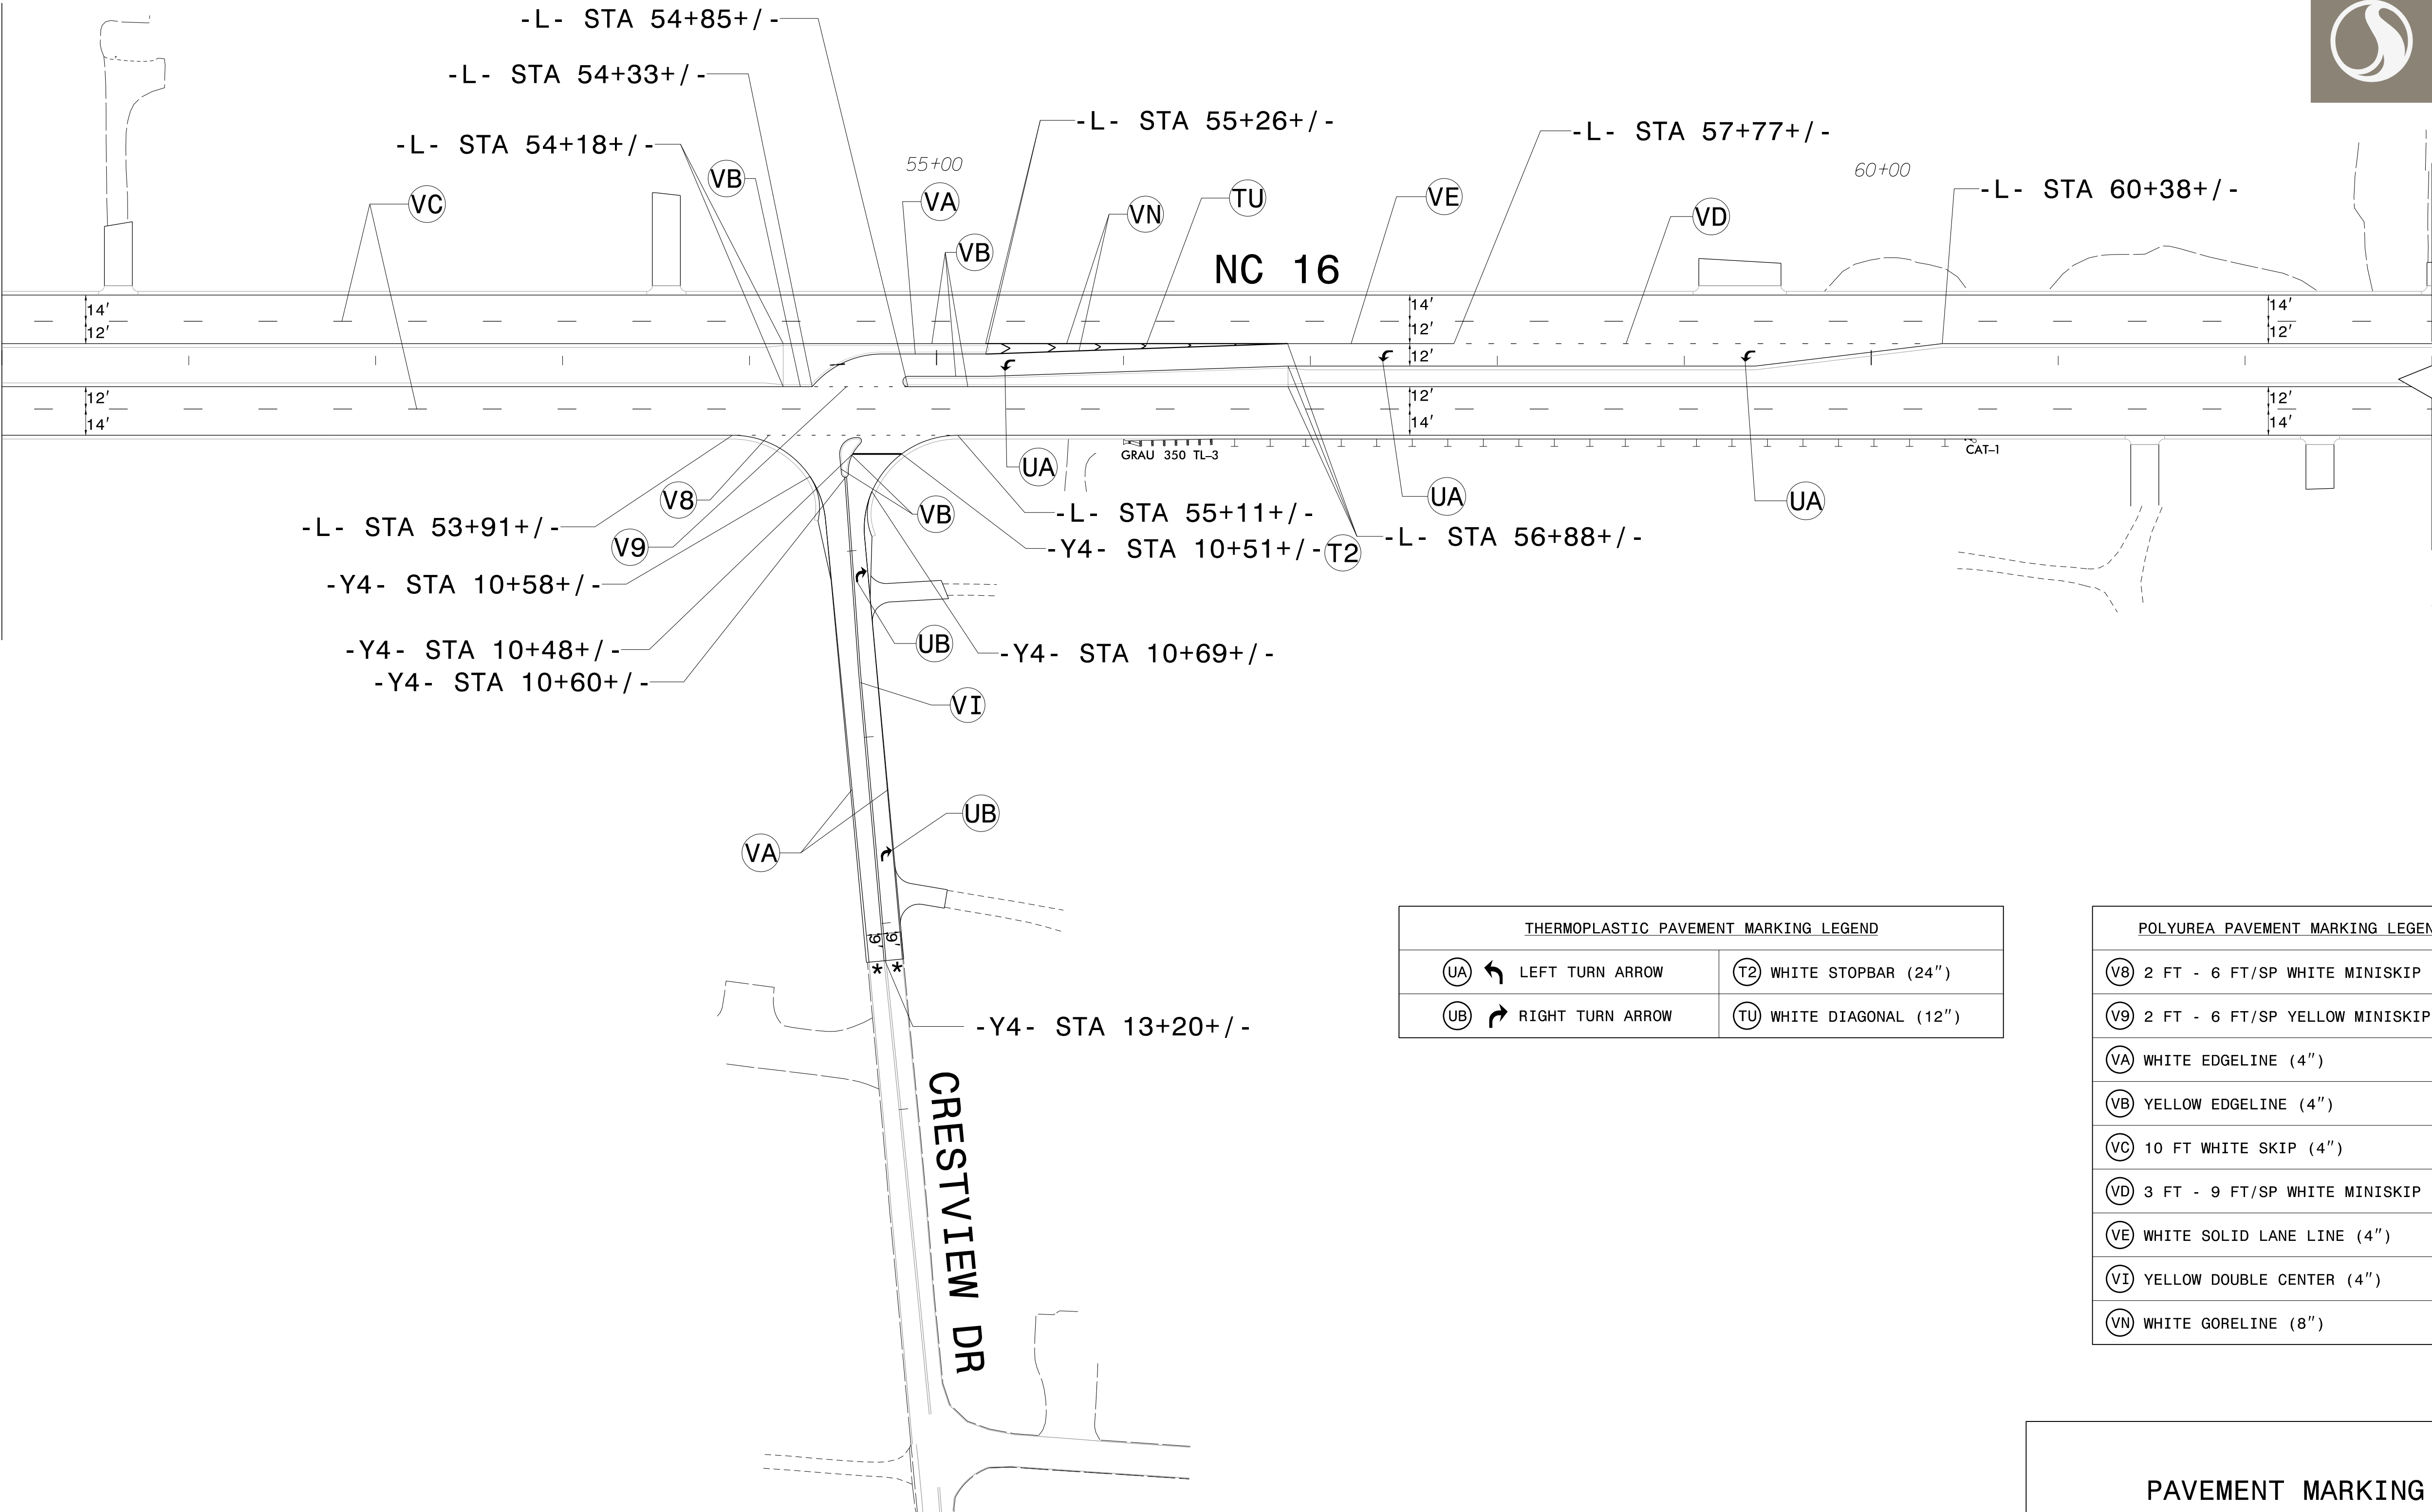 -L- STA 54+85+/-
-L- STA 54+33+/-
-L- STA 54+18+/-
-L- STA 55+26+/-
-L- STA 57+77+/-
-L- STA 60+38+/-
55+00
60+00
VC
VB
VA
VB
VN
TU
VE
VD
NC 16
14'
12'
14'
12'
14'
12'
12'
12'
14'
12'
14'
12'
14'
GRAU 350 TL-3
CAT-1
UA
UA
UA
V8
VB
V9
T2
-L- STA 53+91+/-
-L- STA 55+11+/-
-Y4- STA 10+51+/-
-L- STA 56+88+/-
-Y4- STA 10+58+/-
-Y4- STA 10+48+/-
-Y4- STA 10+60+/-
-Y4- STA 10+69+/-
UB
VI
UB
VA
9'
9'
* *
-Y4- STA 13+20+/-
CRESTVIEW DR
THERMOPLASTIC PAVEMENT MARKING LEGEND
UA LEFT TURN ARROW
T2 WHITE STOPBAR (24")
UB RIGHT TURN ARROW
TU WHITE DIAGONAL (12")
POLYUREA PAVEMENT MARKING LEGEN
V8 2 FT - 6 FT/SP WHITE MINISKIP
V9 2 FT - 6 FT/SP YELLOW MINISKIP
VA WHITE EDGELINE (4")
VB YELLOW EDGELINE (4")
VC 10 FT WHITE SKIP (4")
VD 3 FT - 9 FT/SP WHITE MINISKIP
VE WHITE SOLID LANE LINE (4")
VI YELLOW DOUBLE CENTER (4")
VN WHITE GORELINE (8")
PAVEMENT MARKING